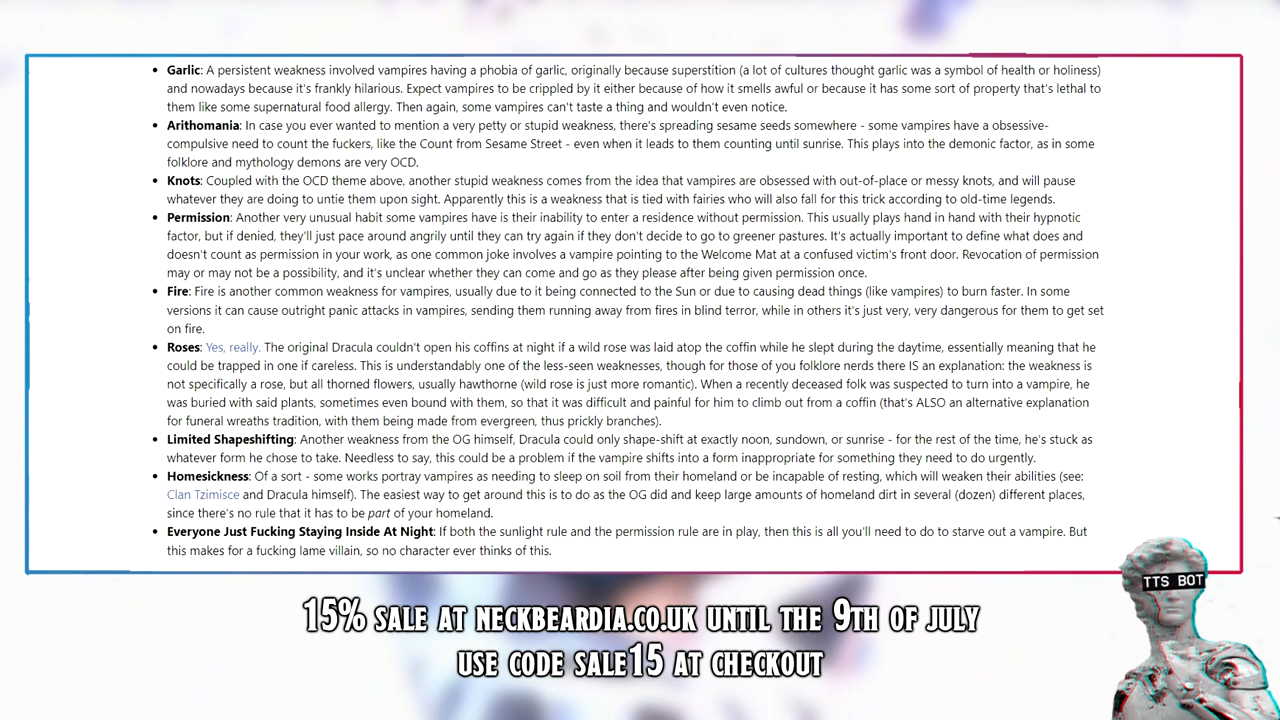 • Garlic: A persistent weakness involved vampires having a phobia of garlic, originally because superstition (a lot of cultures thought garlic was a symbol of health or holiness)
and nowadays because it's frankly hilarious. Expect vampires to be crippled by it either because of how it smells awful or because it has some sort of property that's lethal to
them like some supernatural food allergy. Then again, some vampires can't taste a thing and wouldn't even notice.
• Arithomania: In case you ever wanted to mention a very petty or stupid weakness, there's spreading sesame seeds somewhere - some vampires have a obsessive-
compulsive need to count the fuckers, like the Count from Sesame Street - even when it leads to them counting until sunrise. This plays into the demonic factor, as in some
folklore and mythology demons are very OCD.
• Knots: Coupled with the OCD theme above, another stupid weakness comes from the idea that vampires are obsessed with out-of-place or messy knots, and will pause
whatever they are doing to untie them upon sight. Apparently this is a weakness that is tied with fairies who will also fall for this trick according to old-time legends.
• Permission: Another very unusual habit some vampires have is their inability to enter a residence without permission. This usually plays hand in hand with their hypnotic
factor, but if denied, they'll just pace around angrily until they can try again if they don't decide to go to greener pastures. It's actually important to define what does and
doesn't count as permission in your work, as one common joke involves a vampire pointing to the Welcome Mat at a confused victim's front door. Revocation of permission
may or may not be a possibility, and it's unclear whether they can come and go as they please after being given permission once.
• Fire: Fire is another common weakness for vampires, usually due to it being connected to the Sun or due to causing dead things (like vampires) to burn faster. In some
versions it can cause outright panic attacks in vampires, sending them running away from fires in blind terror, while in others it's just very, very dangerous for them to get set
on fire.
• Roses: Yes, really. The original Dracula couldn't open his coffins at night if a wild rose was laid atop the coffin while he slept during the daytime, essentially meaning that he
could be trapped in one if careless. This is understandably one of the less-seen weaknesses, though for those of you folklore nerds there IS an explanation: the weakness is
not specifically a rose, but all thorned flowers, usually hawthorne (wild rose is just more romantic). When a recently deceased folk was suspected to turn into a vampire, he
was buried with said plants, sometimes even bound with them, so that it was difficult and painful for him to climb out from a coffin (that's ALSO an alternative explanation
for funeral wreaths tradition, with them being made from evergreen, thus prickly branches).
• Limited Shapeshifting: Another weakness from the OG himself, Dracula could only shape-shift at exactly noon, sundown, or sunrise - for the rest of the time, he's stuck as
whatever form he chose to take. Needless to say, this could be a problem if the vampire shifts into a form inappropriate for something they need to do urgently.
• Homesickness: Of a sort - some works portray vampires as needing to sleep on soil from their homeland or be incapable of resting, which will weaken their abilities (see:
Clan Tzimisce and Dracula himself). The easiest way to get around this is to do as the OG did and keep large amounts of homeland dirt in several (dozen) different places,
since there's no rule that it has to be part of your homeland.
• Everyone Just Fucking Staying Inside At Night: If both the sunlight rule and the permission rule are in play, then this is all you'll need to do to starve out a vampire. But
this makes for a fucking lame villain, so no character ever thinks of this.
TTS BOT
15% SALE AT NECKBEARDIA.CO.UK UNTIL THE 9TH OF JULY
USE CODE SALE15 AT CHECKOUT